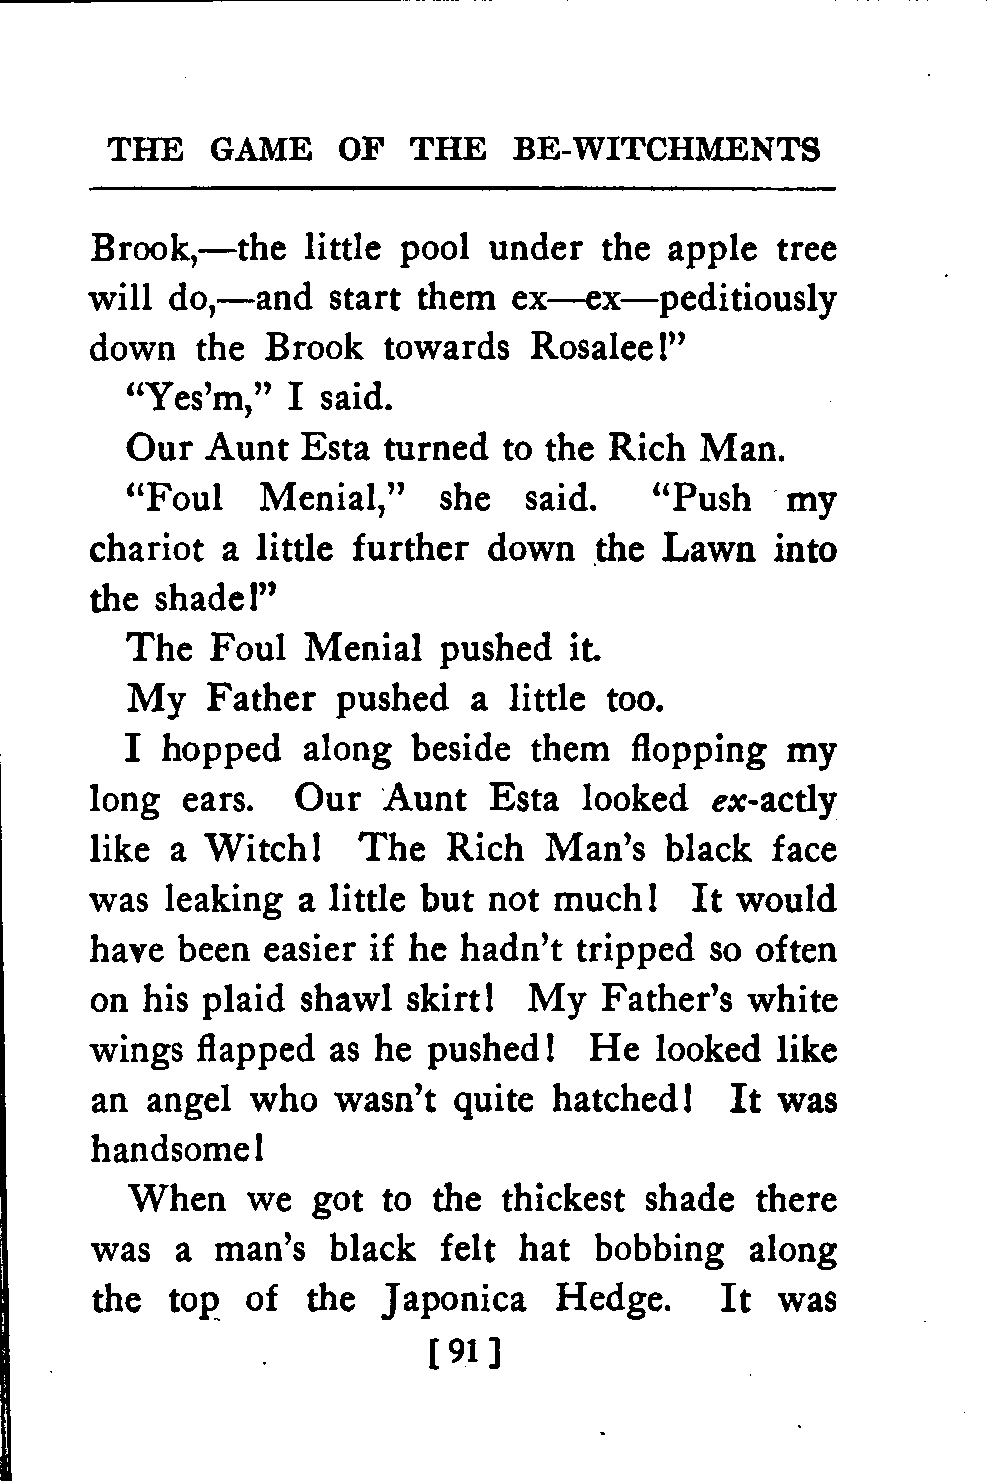 THE GAME OF THE BE-WITCHMENTS
Brook,—the little pool under the apple tree
will do,—and start them ex—ex—peditiously
down the Brook towards Rosalee!”
“Yes’m,” I said.
Our Aunt Esta turned to the Rich Man.
“Foul Menial,” she said. “Push my
chariot a little further down the Lawn into
the shade!”
The Foul Menial pushed it.
My Father pushed a little too.
I hopped along beside them flopping my
long ears. Our Aunt Esta looked ex-actly
like a Witch! The Rich Man’s black face
was leaking a little but not much! It would
have been easier if he hadn’t tripped so often
on his plaid shawl skirt! My Father’s white
wings flapped as he pushed! He looked like
an angel who wasn’t quite hatched! It was
handsome!
When we got to the thickest shade there
was a man’s black felt hat bobbing along
the top of the Japonica Hedge. It was
[ 91 ]